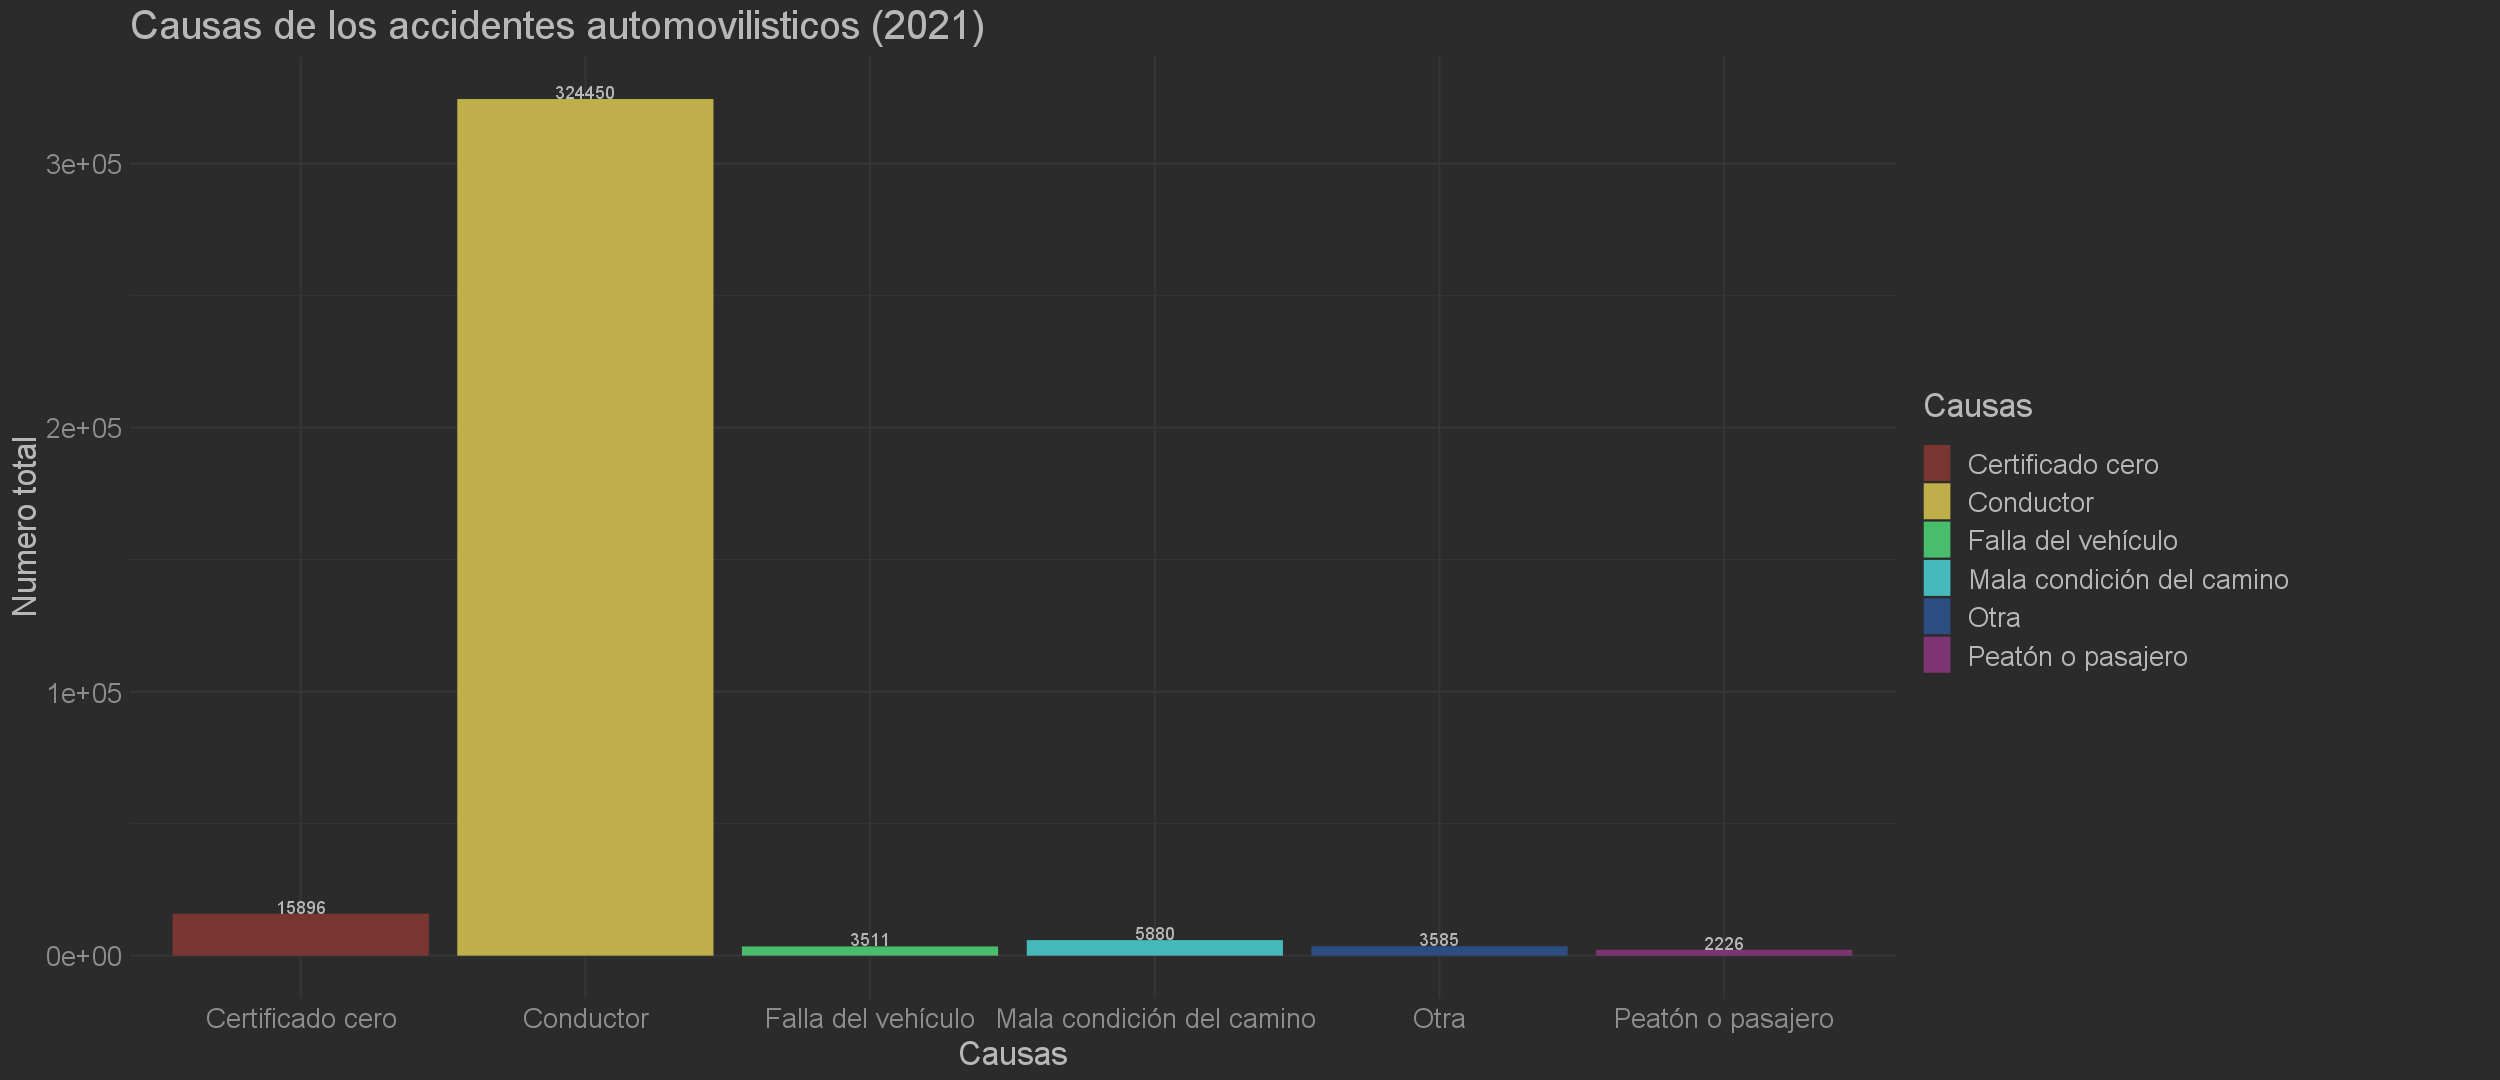 Causas de los accidentes automovilisticos (2021)
Numero total
3e+05
2e+05
1e+05
0e+00
15896
324450
3511
5880
3585
2226
Certificado cero
Conductor
Falla del vehículo
Mala condición del camino
Otra
Peatón o pasajero
Causas
Causas
Certificado cero
Conductor
Falla del vehículo
Mala condición del camino
Otra
Peatón o pasajero